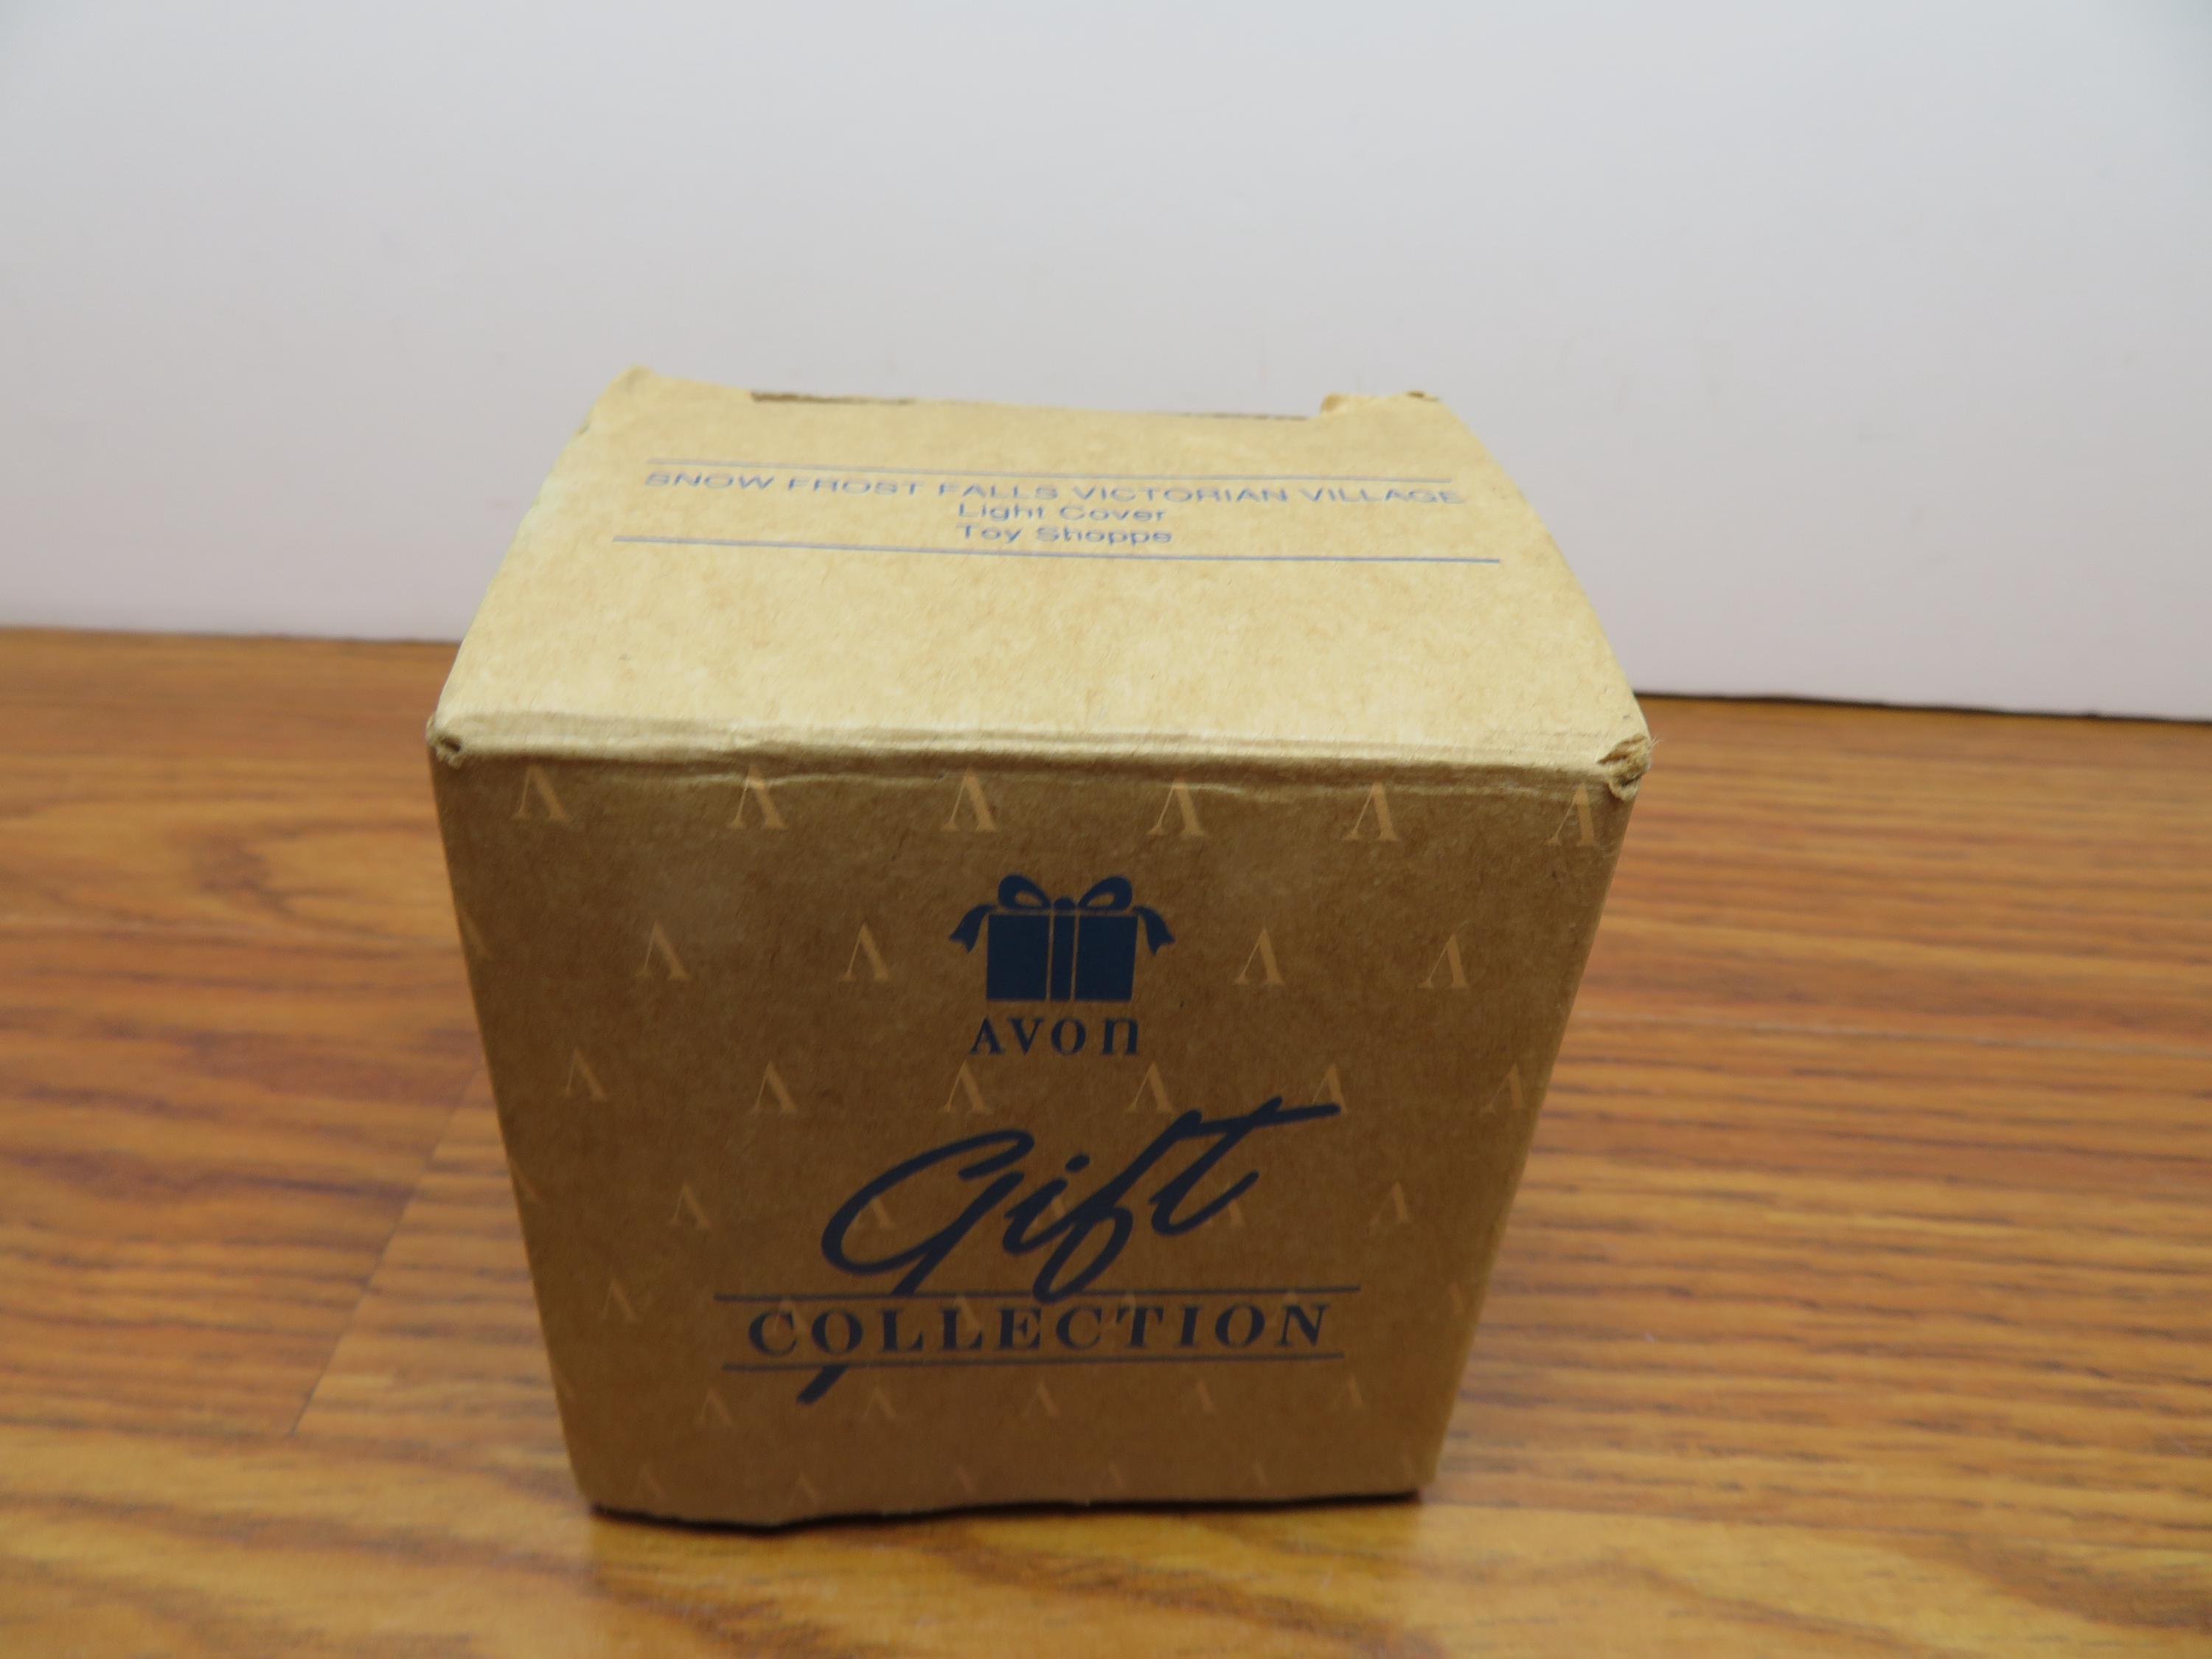 SNOW FROST FALLS VICTORIAN VILLAGE
Light Cover
Toy Shoppe
AVON
Gift
COLLECTION